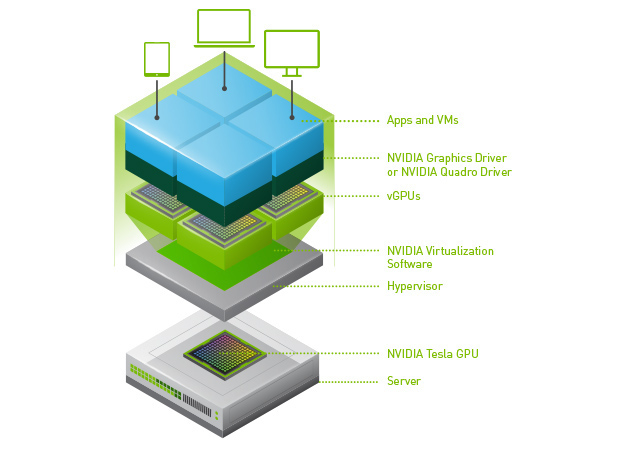 Apps and VMs
NVIDIA Graphics Driver
or NVIDIA Quadro Driver
vGPUs
NVIDIA Virtualization
Software
Hypervisor
NVIDIA Tesla GPU
Server